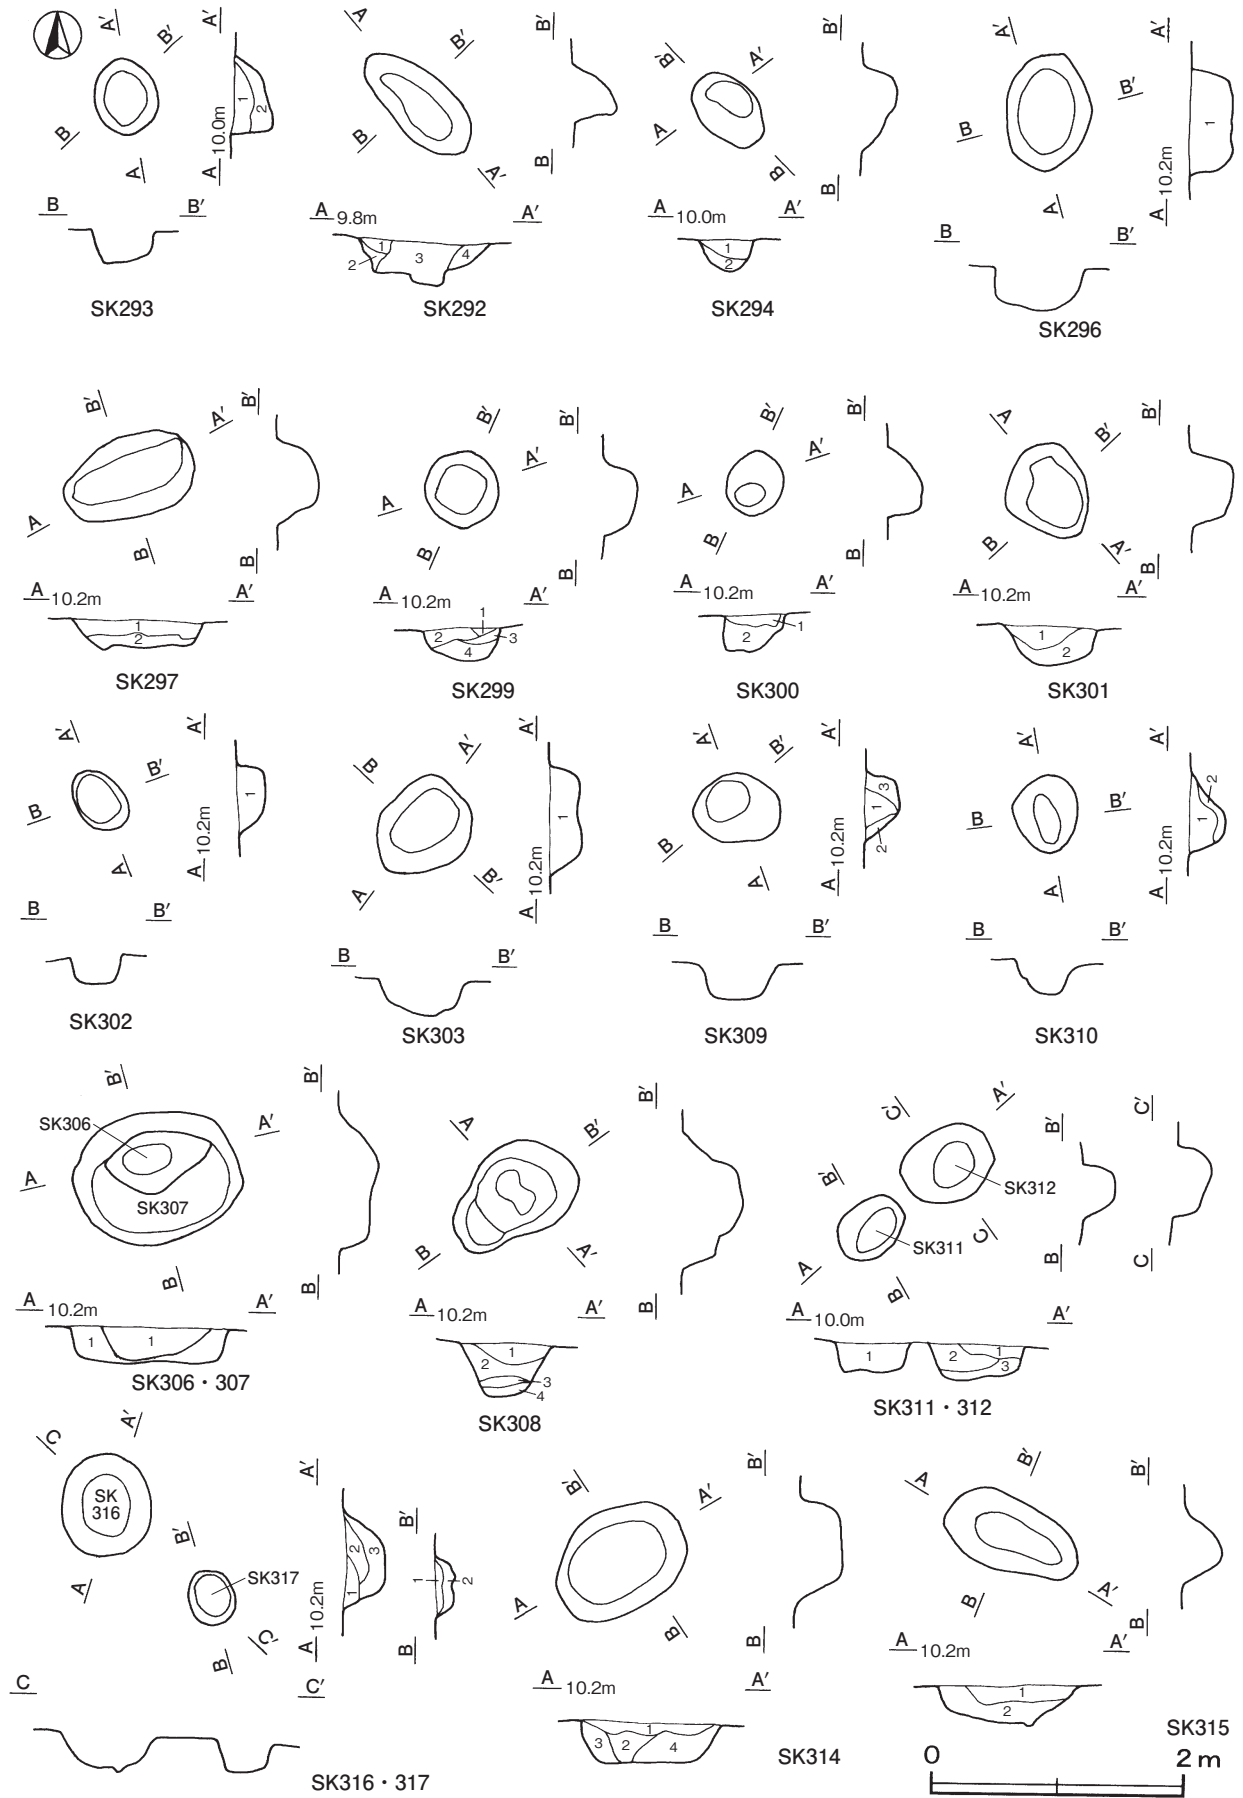 A A' B B' A A' 10.0m 1 2 B B'
SK293
A A' B B' B B' A 9.8m A' 1 2 3 4
SK292
A A' B B' B B' A 10.0m A' 1 2
SK294
A A' B B' A A' 10.2m 1 B B'
SK296
A A' B B' B B' A 10.2m A' 1 2
SK297
A A' B B' B B' A 10.2m A' 1 2 3 4
SK299
A A' B B' B B' A 10.2m A' 1 2
SK300
A A' B B' B B' A 10.2m A' 1 2
SK301
A A' B B' A A' 10.2m 1 B B'
SK302
A A' B B' A A' 10.2m 1 B B'
SK303
A A' B B' A A' 10.2m 1 2 3 B B'
SK309
A A' B B' A A' 10.2m 1 2 B B'
SK310
A A' B B' SK306 SK307 B B' A 10.2m A' 1 1
SK306・307
A A' B B' B B' A 10.2m A' 1 2 3 4
SK308
A A' B B' C C' SK312 SK311 B B' C C' A 10.0m A' 1 2 1 3
SK311・312
A A' B B' C C' SK 316 SK317 A A' 10.2m 1 2 3 B B' 1 2 C C'
SK316・317
A A' B B' B B' A 10.2m A' 1 2 3 4
SK314
A A' B B' B B' A 10.2m A' 1 2
SK315
0 2 m